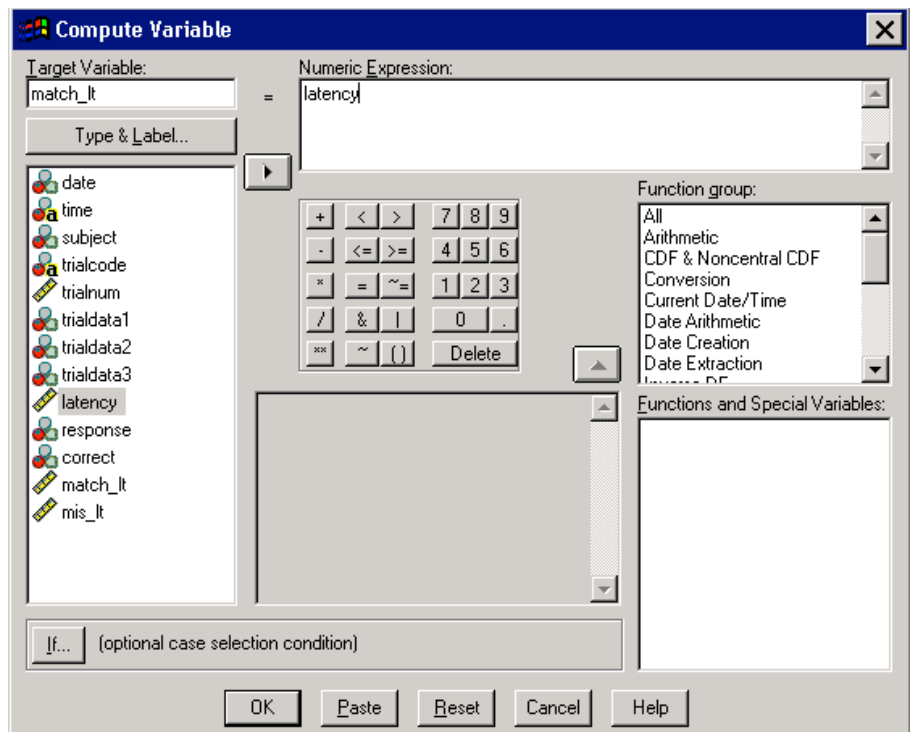 Compute Variable
Target Variable:
match_lt
=
Numeric Expression:
latency
Type & Label...
date
time
subject
trialcode
trialnum
trialdata1
trialdata2
trialdata3
latency
response
correct
match_lt
mis_lt
+ < > 7 8 9
- <= >= 4 5 6
* = ~= 1 2 3
/ & | 0 .
** ~ () Delete
Function group:
All
Arithmetic
CDF & Noncentral CDF
Conversion
Current Date/Time
Date Arithmetic
Date Creation
Date Extraction
Inverse DF
Functions and Special Variables:
If... (optional case selection condition)
OK Paste Reset Cancel Help